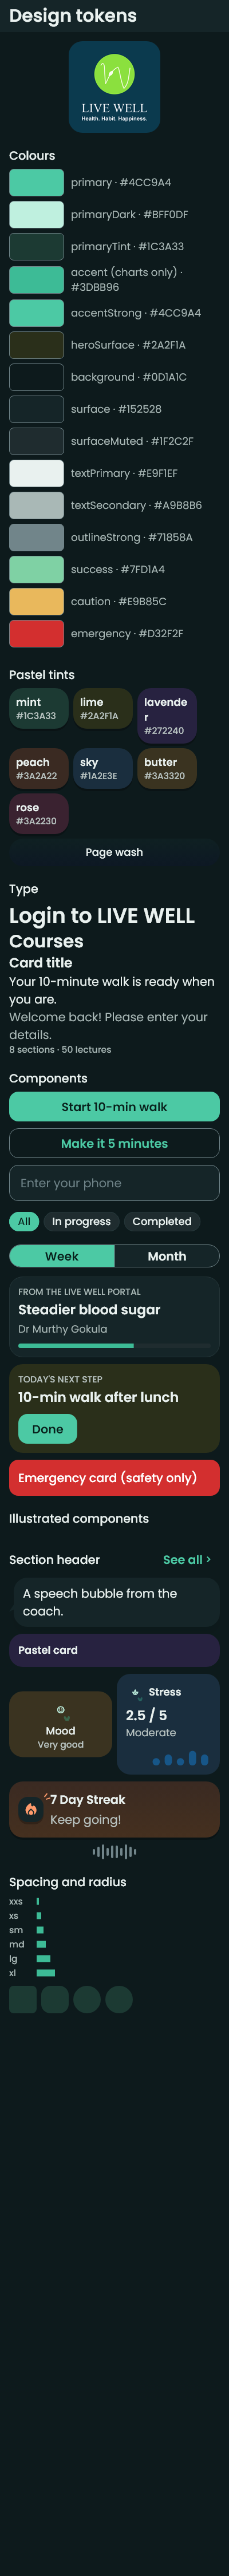 Design tokens
LIVE WELL
Health. Habit. Happiness.
Colours
primary · #4CC9A4
primaryDark · #BFF0DF
primaryTint · #1C3A33
accent (charts only) ·
#3DBB96
accentStrong · #4CC9A4
heroSurface · #2A2F1A
background · #0D1A1C
surface · #152528
surfaceMuted · #1F2C2F
textPrimary · #E9F1EF
textSecondary · #A9B8B6
outlineStrong · #71858A
success · #7FD1A4
caution · #E9B85C
emergency · #D32F2F
Pastel tints
mint
#1C3A33
lime
#2A2F1A
lavende
r
#272240
peach
#3A2A22
sky
#1A2E3E
butter
#3A3320
rose
#3A2230
Page wash
Type
Login to LIVE WELL
Courses
Card title
Your 10-minute walk is ready when
you are.
Welcome back! Please enter your
details.
8 sections · 50 lectures
Components
Start 10-min walk
Make it 5 minutes
Enter your phone
All
In progress
Completed
Week
Month
FROM THE LIVE WELL PORTAL
Steadier blood sugar
Dr Murthy Gokula
TODAY'S NEXT STEP
10-min walk after lunch
Done
Emergency card (safety only)
Illustrated components
Section header
See all >
A speech bubble from the
coach.
Pastel card
Mood
Very good
Stress
2.5 / 5
Moderate
7 Day Streak
Keep going!
Spacing and radius
xxs
xs
sm
md
lg
xl